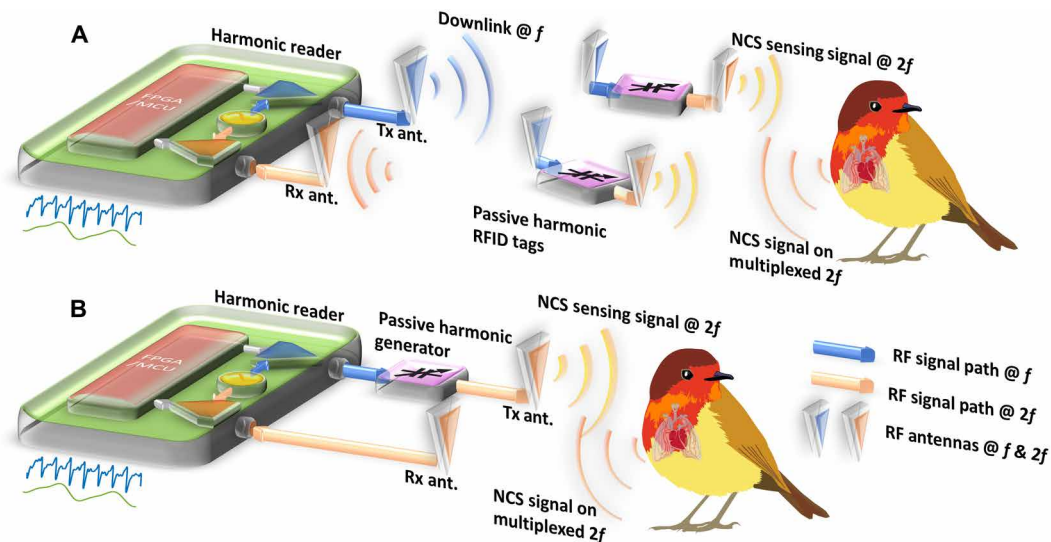 A
Harmonic reader
FPGA
/MCU
Downlink @ f
Tx ant.
Rx ant.
Passive harmonic
RFID tags
NCS sensing signal @ 2f
NCS signal on
multiplexed 2f
B
Harmonic reader
FPGA
/MCU
Passive harmonic
generator
NCS sensing signal @ 2f
Tx ant.
Rx ant.
NCS signal on
multiplexed 2f
RF signal path @ f
RF signal path @ 2f
RF antennas @ f & 2f